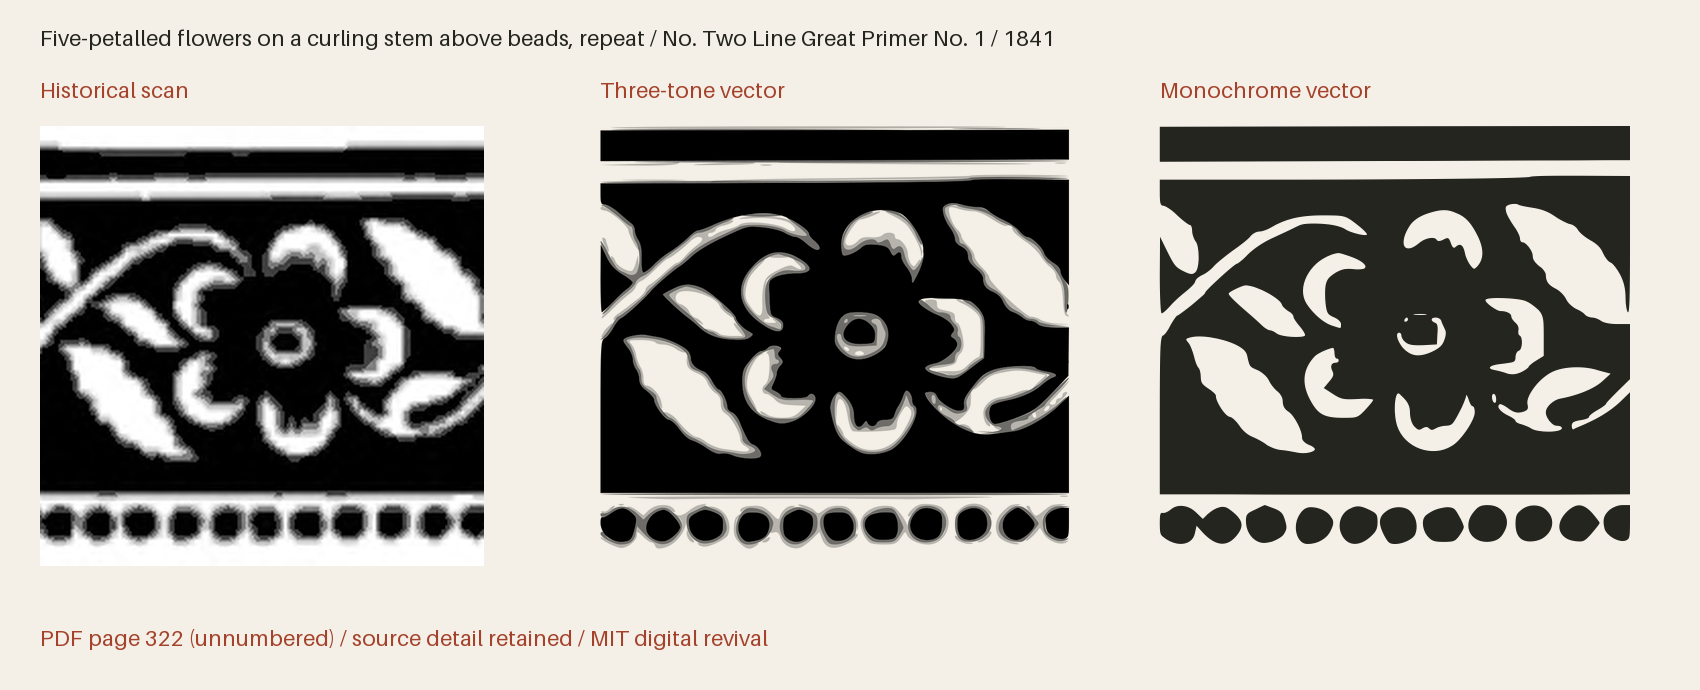 Five-petalled flowers on a curling stem above beads, repeat / No. Two Line Great Primer No. 1 / 1841
Historical scan
Three-tone vector
Monochrome vector
PDF page 322 (unnumbered) / source detail retained / MIT digital revival